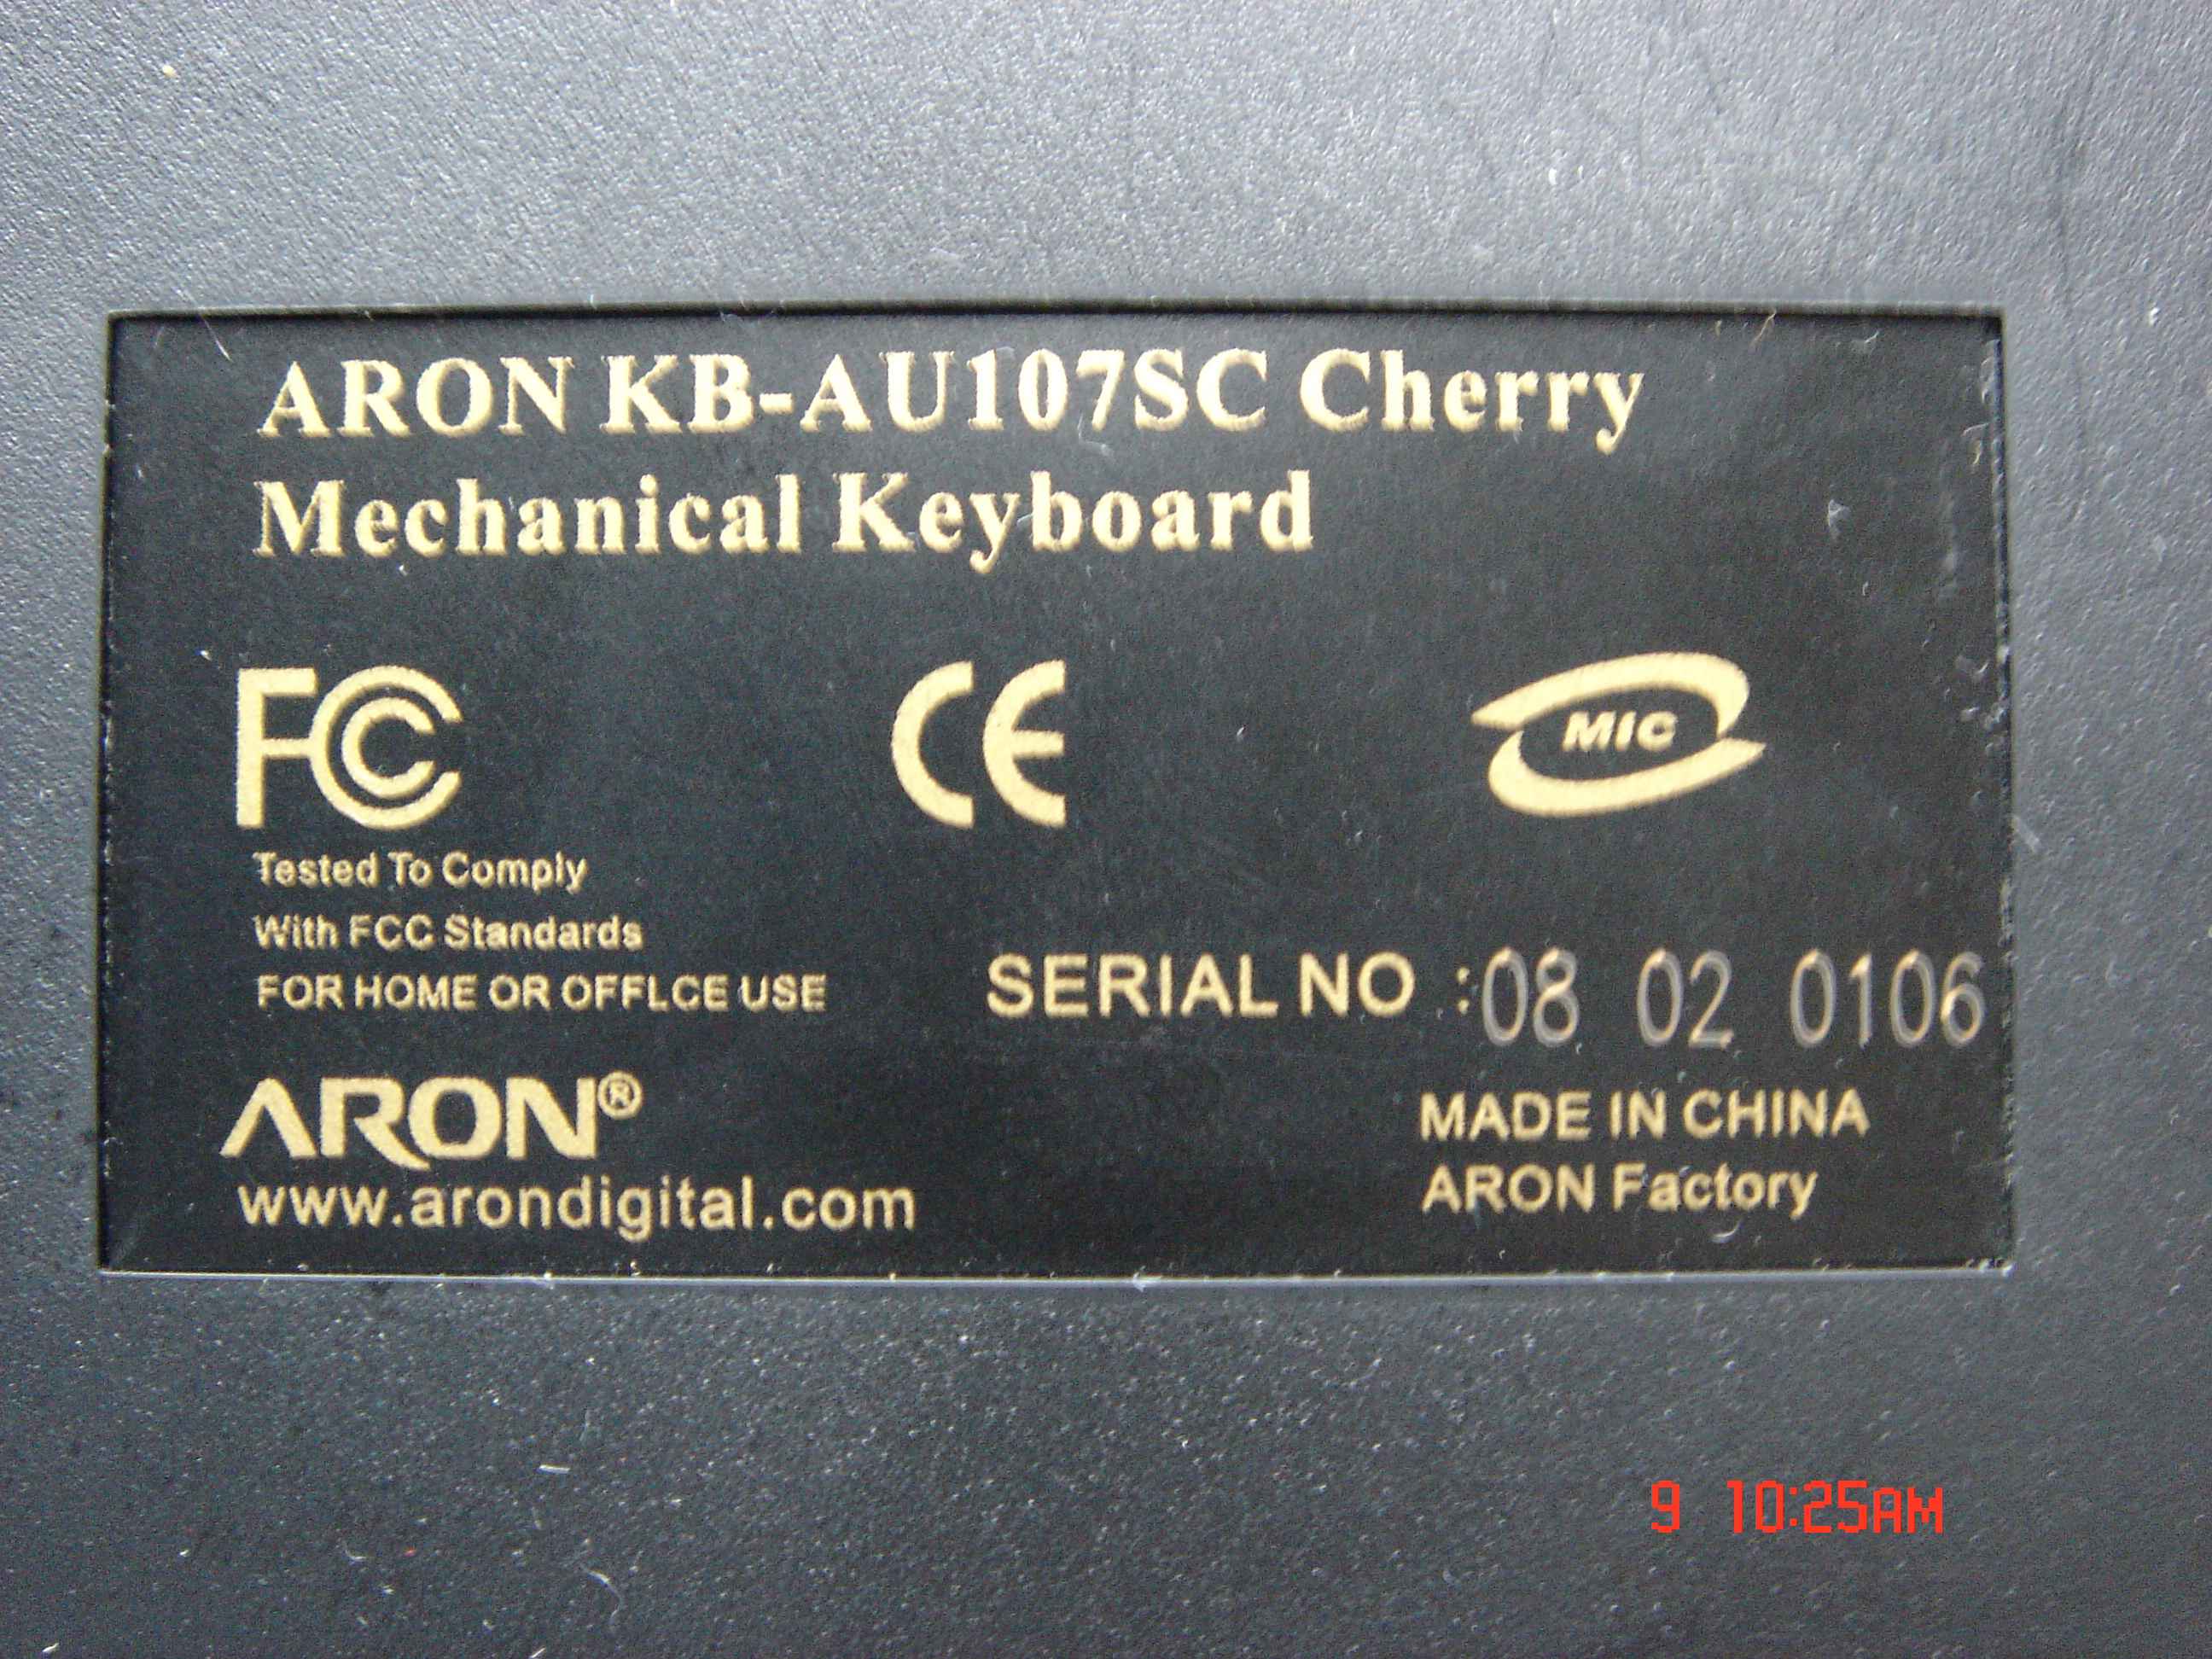 ARON KB-AU107SC Cherry
Mechanical Keyboard
FC CE MIC
Tested To Comply
With FCC Standards
FOR HOME OR OFFLCE USE
SERIAL NO :08 02 0106
ARON®
www.arondigital.com
MADE IN CHINA
ARON Factory
9 10:25AM